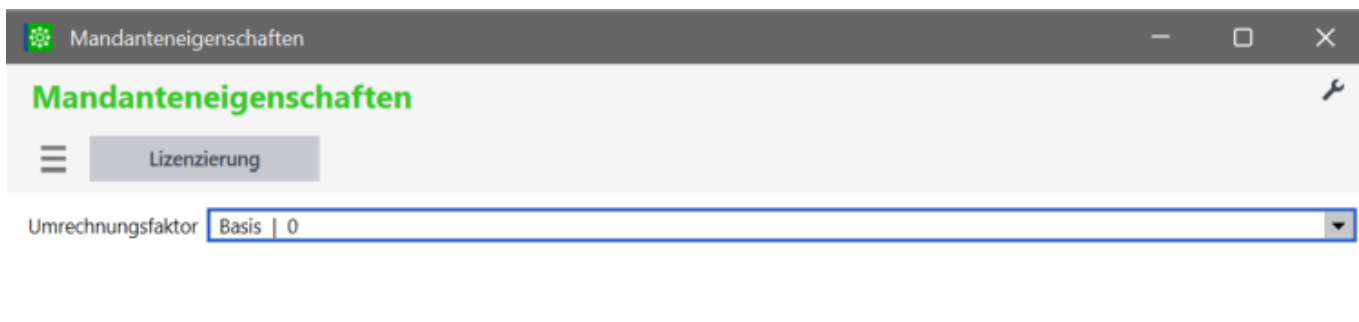 Mandanteneigenschaften
Mandanteneigenschaften
Lizenzierung
Umrechnungsfaktor Basis | 0